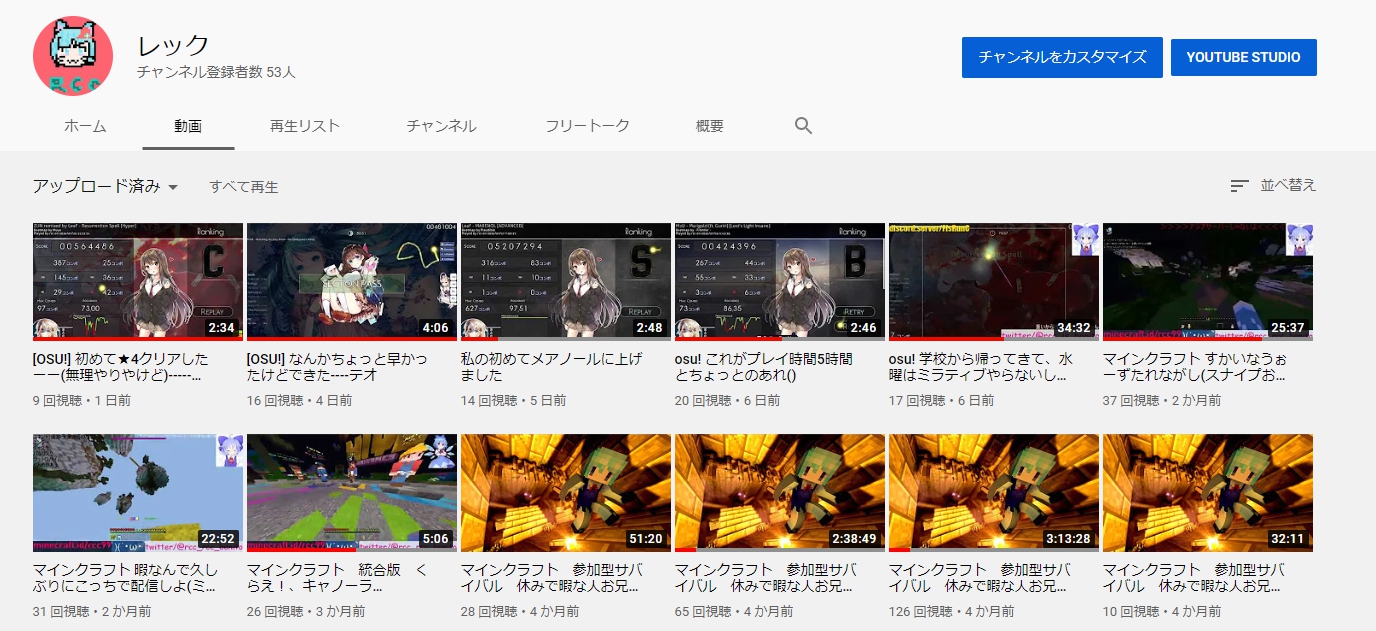 レック
チャンネル登録者数 53人
チャンネルをカスタマイズ
YOUTUBE STUDIO
ホーム
動画
再生リスト
チャンネル
フリートーク
概要
アップロード済み
すべて再生
並べ替え
Ranking
00564486
C
73.00
REPLAY
2:34
SECTION PASS
4:06
Ranking
05207294
S
97.51
REPLAY
2:48
Ranking
00424396
B
86.35
RETRY
2:46
34:32
25:37
[OSU!] 初めて★4クリアした
ーー(無理やりやけど)-----...
9 回視聴・1 日前
[OSU!] なんかちょっと早かっ
たけどできた----テオ
16 回視聴・4 日前
私の初めてメアノールに上げ
ました
14 回視聴・5 日前
osu! これがプレイ時間5時間
とちょっとのあれ()
20 回視聴・6 日前
osu! 学校から帰ってきて、水
曜はミラティブやらないし...
17 回視聴・6 日前
マインクラフト すかいなうぉ
ーずたれながし(スナイプお...
37 回視聴・2 か月前
22:52
5:06
51:20
2:38:49
3:13:28
32:11
マインクラフト 暇なんで久し
ぶりにこっちで配信しよ(ミ...
31 回視聴・2 か月前
マインクラフト　統合版　く
らえ！、キャノーラ...
26 回視聴・3 か月前
マインクラフト　参加型サバ
イバル　休みで暇な人お兄...
28 回視聴・4 か月前
マインクラフト　参加型サバ
イバル　休みで暇な人お兄...
65 回視聴・4 か月前
マインクラフト　参加型サバ
イバル　休みで暇な人お兄...
126 回視聴・4 か月前
マインクラフト　参加型サバ
イバル　休みで暇な人お兄...
10 回視聴・4 か月前